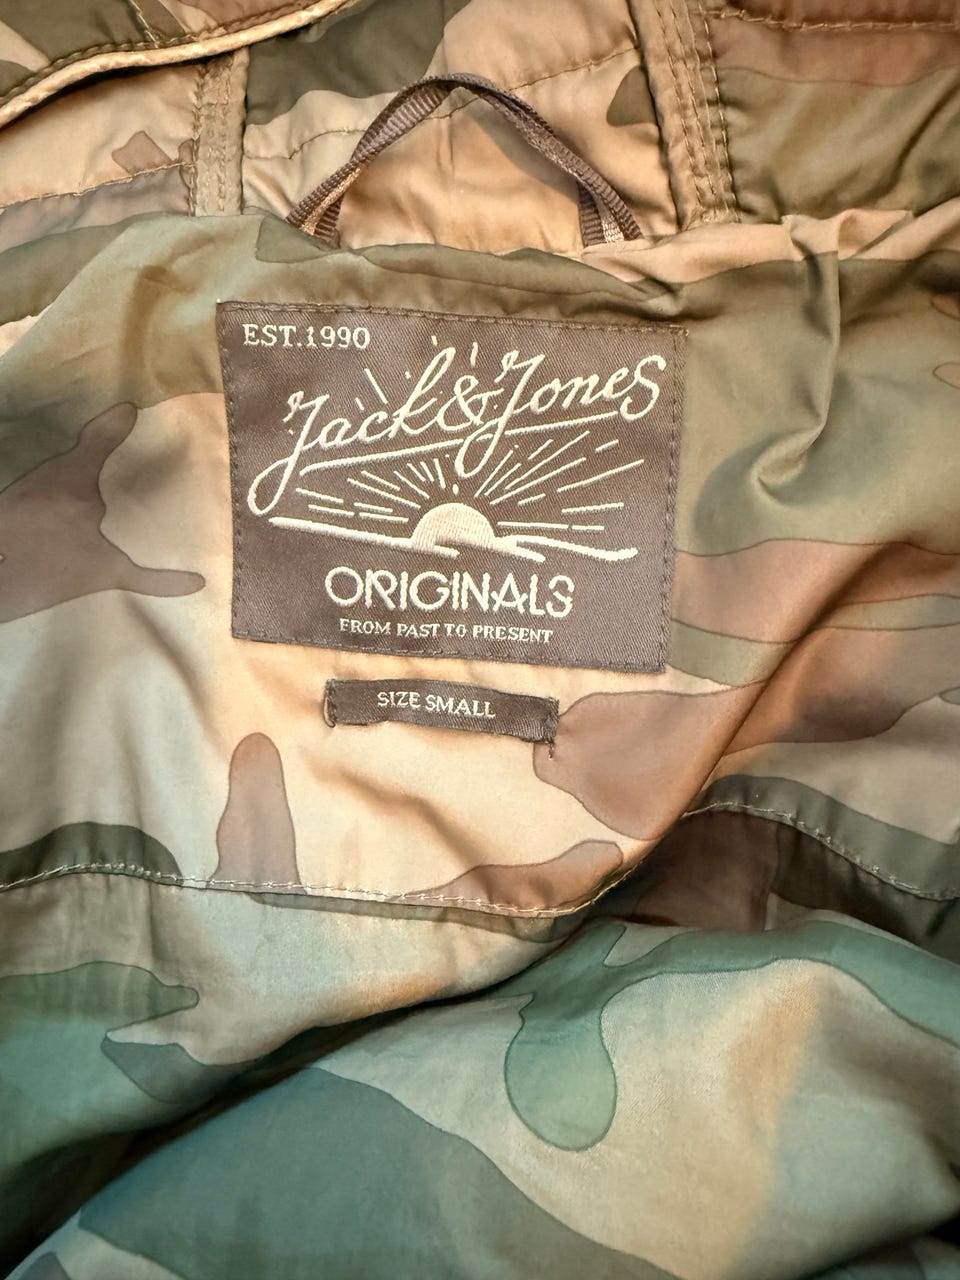 EST.1990
Jack&Jones
ORIGINALS
FROM PAST TO PRESENT
SIZE SMALL